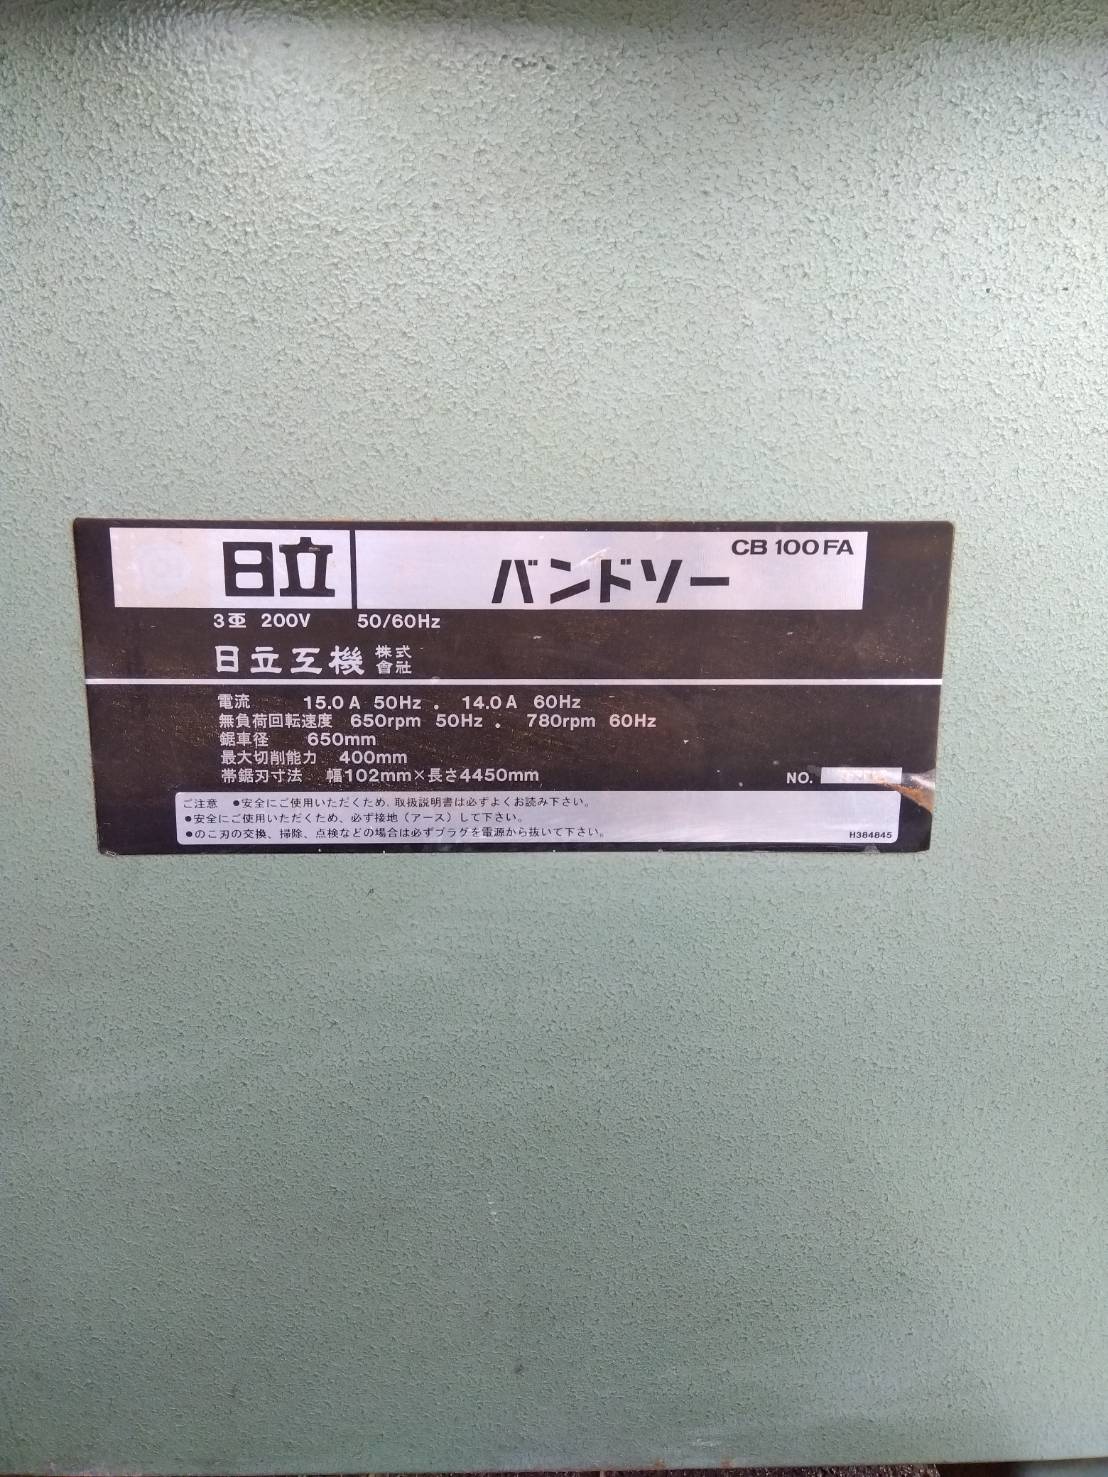 日立
バンドソー CB 100FA
3相 200V 50/60Hz
日立工機 株式會社
電流 15.0A 50Hz . 14.0A 60Hz
無負荷回転速度 650rpm 50Hz . 780rpm 60Hz
鋸車径 650mm
最大切削能力 400mm
帯鋸刃寸法 幅102mm×長さ4450mm
NO.
ご注意 ●安全にご使用いただくため、取扱説明書は必ずよくお読み下さい。
●安全にご使用いただくため、必ず接地(アース)して下さい。
●のこ刃の交換、掃除、点検などの場合は必ずプラグを電源から抜いて下さい。
H384845